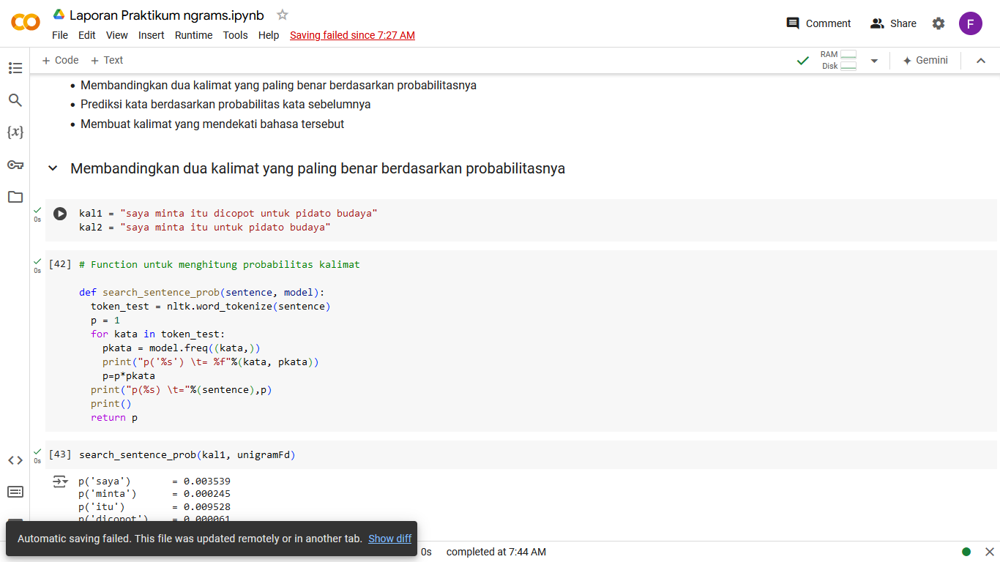 Laporan Praktikum ngrams.ipynb
File Edit View Insert Runtime Tools Help Saving failed since 7:27 AM
Comment Share F
+ Code + Text
RAM
Disk
Gemini
• Membandingkan dua kalimat yang paling benar berdasarkan probabilitasnya
• Prediksi kata berdasarkan probabilitas kata sebelumnya
• Membuat kalimat yang mendekati bahasa tersebut
{x}
Membandingkan dua kalimat yang paling benar berdasarkan probabilitasnya
0s
kal1 = "saya minta itu dicopot untuk pidato budaya"
kal2 = "saya minta itu untuk pidato budaya"
0s
[42] # Function untuk menghitung probabilitas kalimat
def search_sentence_prob(sentence, model):
token_test = nltk.word_tokenize(sentence)
p = 1
for kata in token_test:
pkata = model.freq((kata,))
print("p('%s') \t= %f"%(kata, pkata))
p=p*pkata
print("p(%s) \t="%(sentence),p)
print()
return p
0s
[43] search_sentence_prob(kal1, unigramFd)
p('saya') = 0.003539
p('minta') = 0.000245
p('itu') = 0.009528
p('dicopot') = 0.000061
Automatic saving failed. This file was updated remotely or in another tab. Show diff
0s completed at 7:44 AM